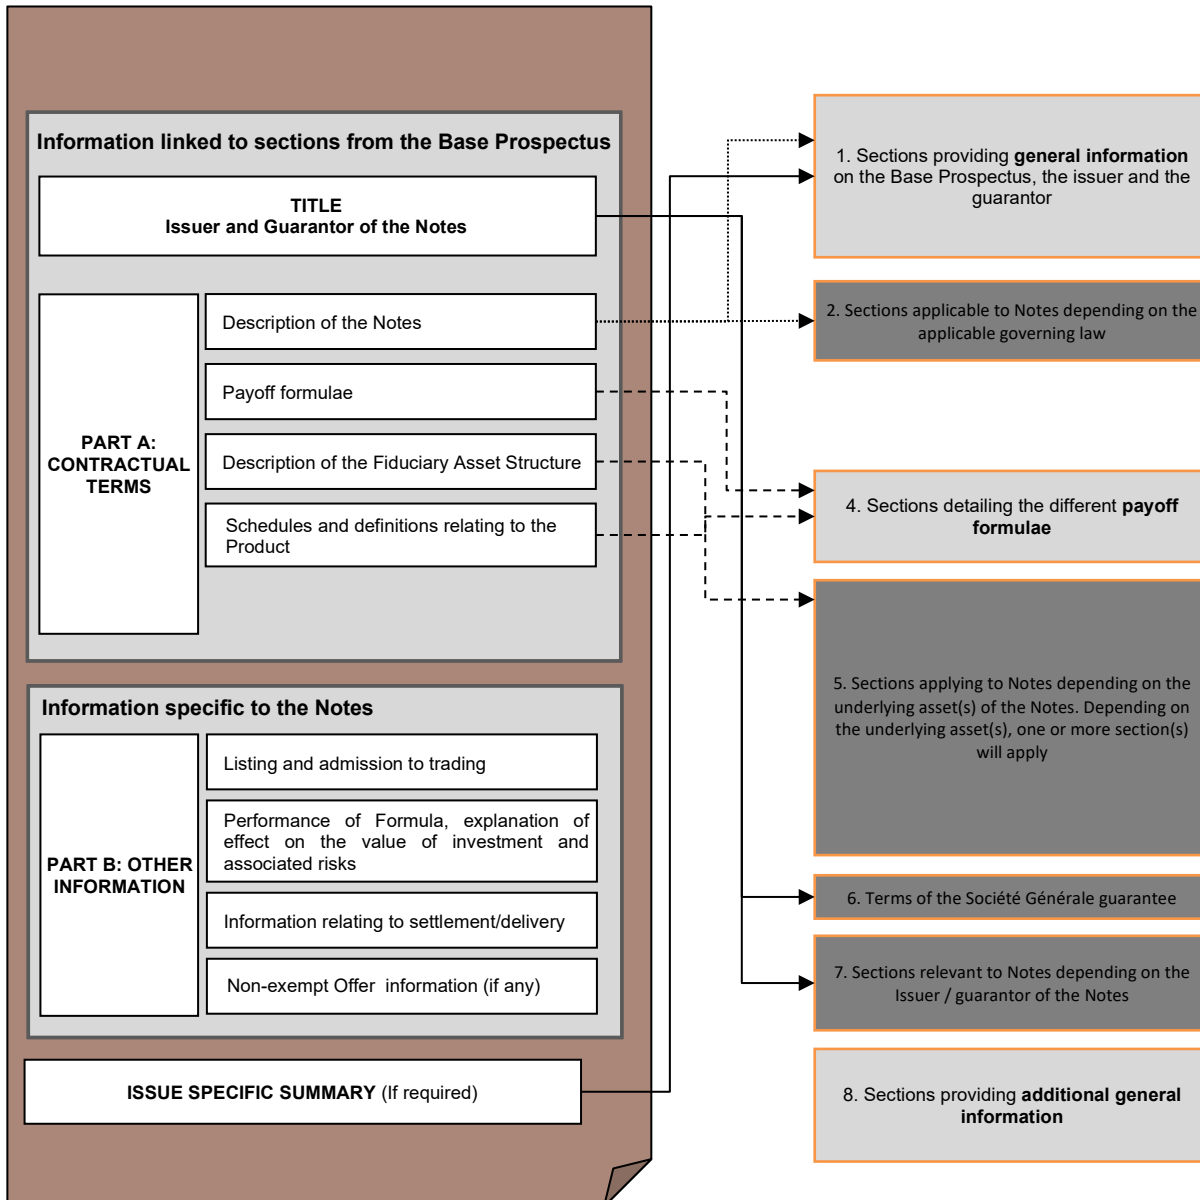 Information linked to sections from the Base Prospectus
TITLE
Issuer and Guarantor of the Notes
PART A:
CONTRACTUAL
TERMS
Description of the Notes
Payoff formulae
Description of the Fiduciary Asset Structure
Schedules and definitions relating to the
Product
Information specific to the Notes
PART B: OTHER
INFORMATION
Listing and admission to trading
Performance of Formula, explanation of
effect on the value of investment and
associated risks
Information relating to settlement/delivery
Non-exempt Offer information (if any)
ISSUE SPECIFIC SUMMARY (If required)
1. Sections providing general information
on the Base Prospectus, the issuer and the
guarantor
2. Sections applicable to Notes depending on the
applicable governing law
4. Sections detailing the different payoff
formulae
5. Sections applying to Notes depending on the
underlying asset(s) of the Notes. Depending on
the underlying asset(s), one or more section(s)
will apply
6. Terms of the Société Générale guarantee
7. Sections relevant to Notes depending on the
Issuer / guarantor of the Notes
8. Sections providing additional general
information